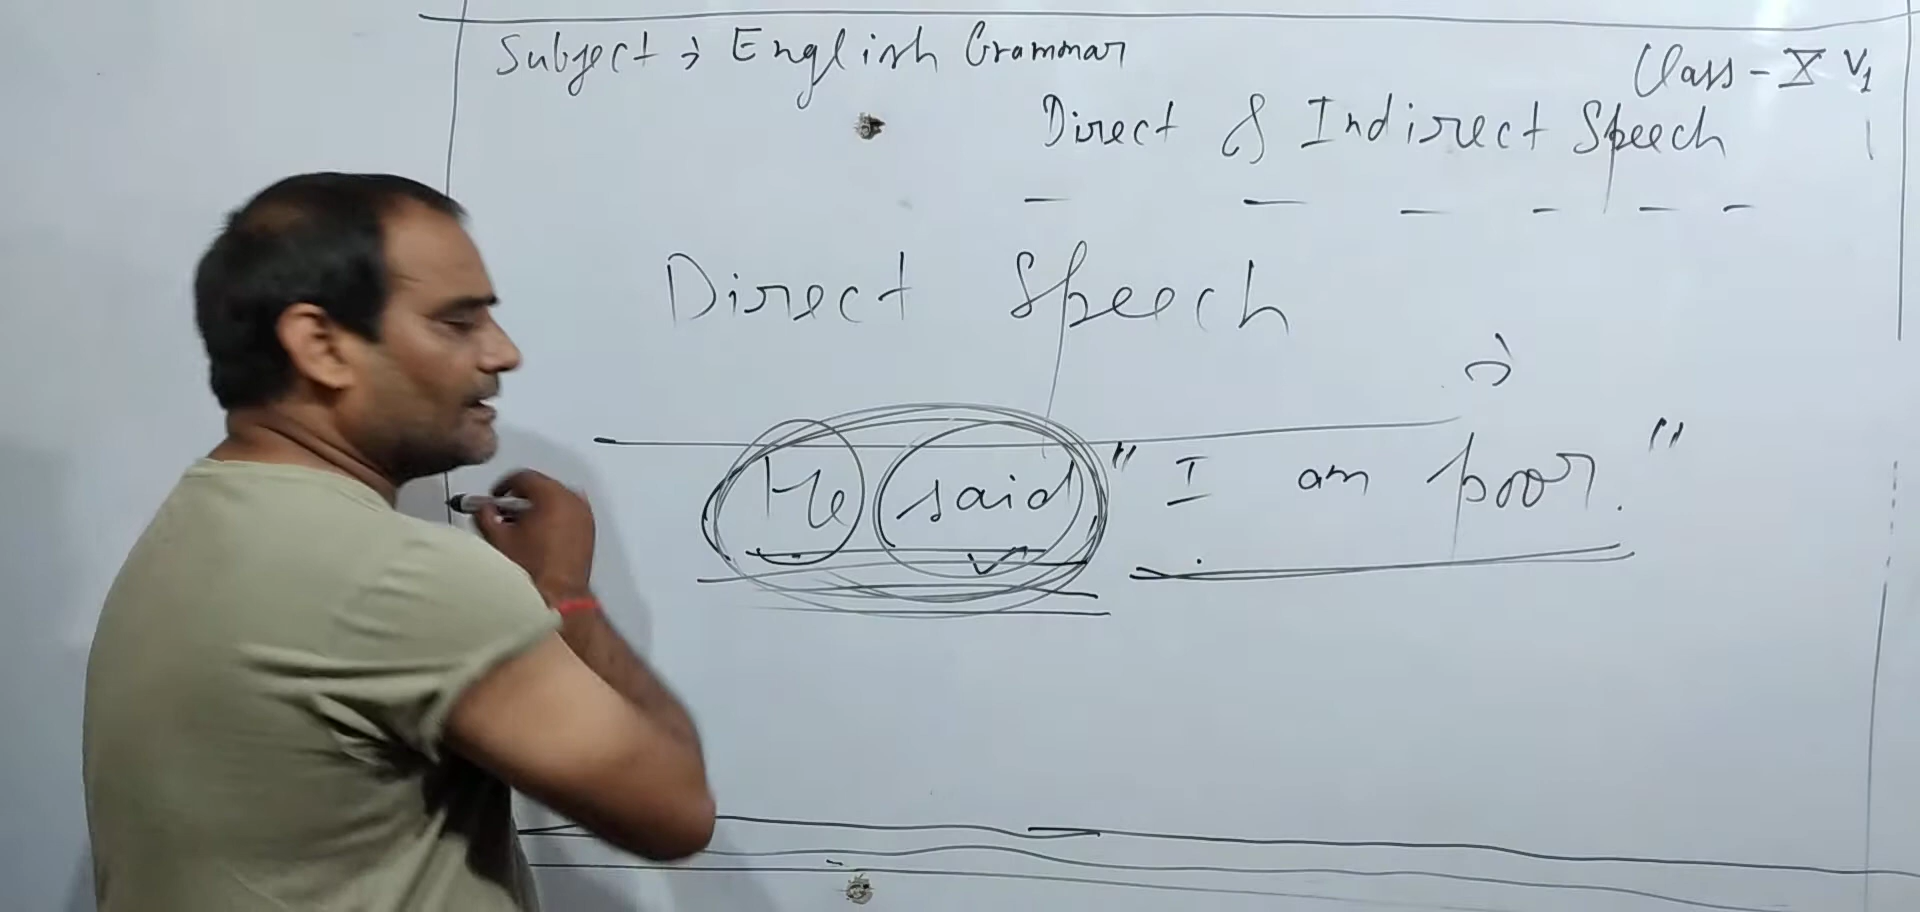 Subject → English Grammar
Class - X V1
Direct & Indirect Speech
Direct Speech
He said "I am poor."